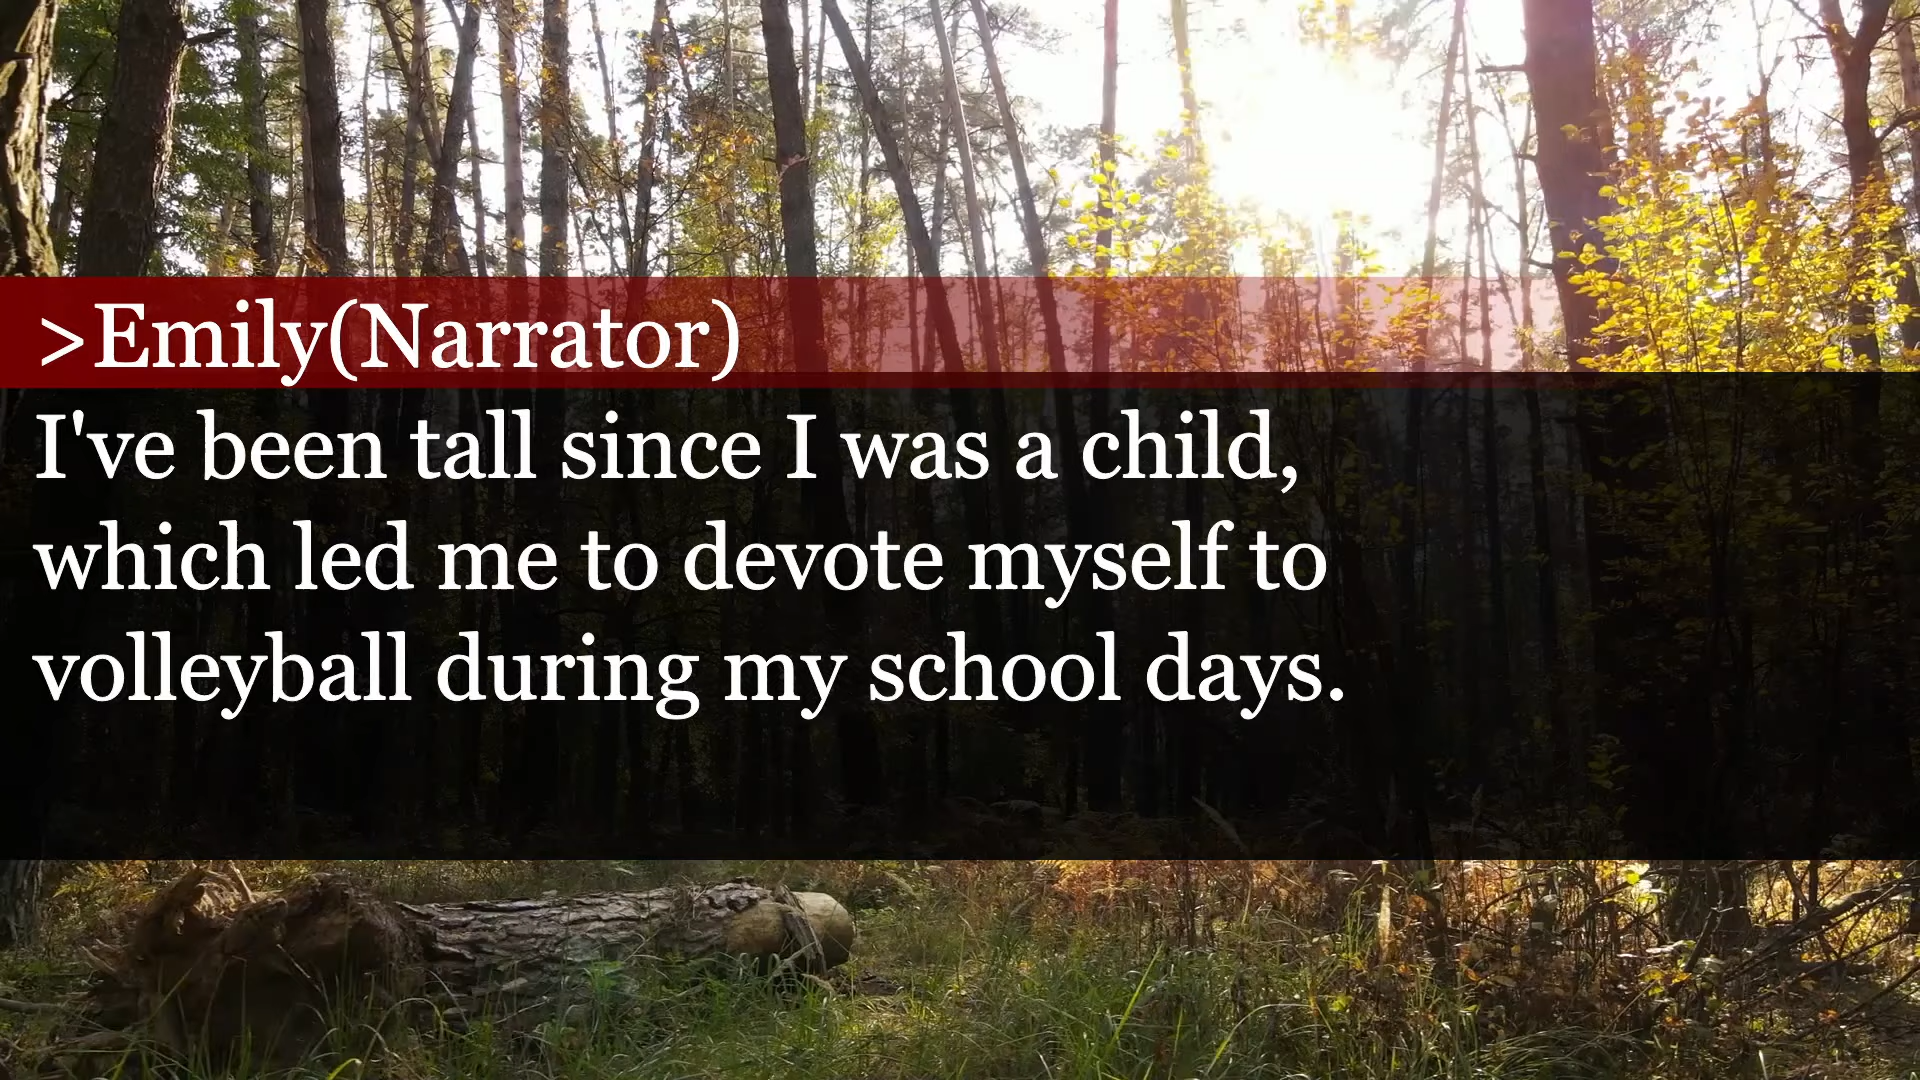 >Emily(Narrator)
I've been tall since I was a child,
which led me to devote myself to
volleyball during my school days.